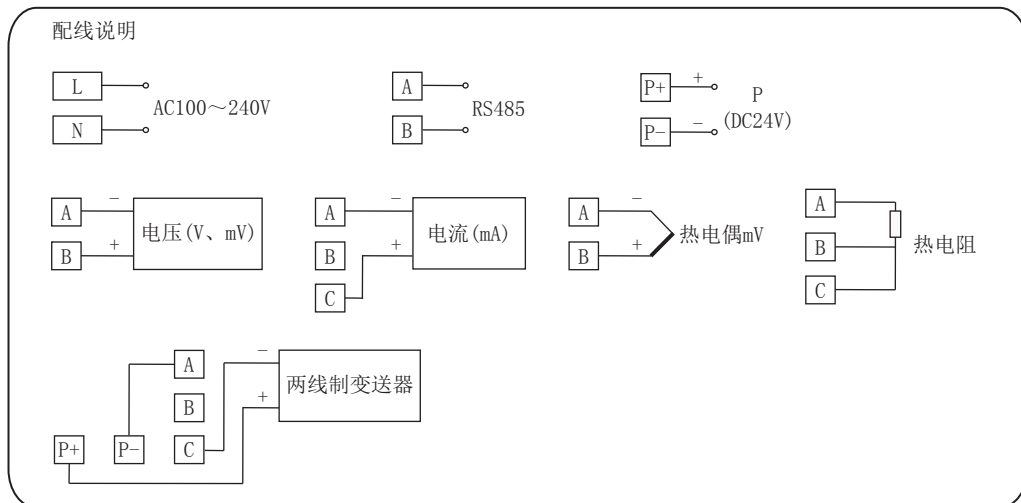 配线说明
L
N
AC100～240V
A
B
RS485
P+ +
P- -
P
(DC24V)
A -
B +
电压(V、mV)
A -
B +
C
电流(mA)
A -
B +
热电偶mV
A
B
C
热电阻
A -
B
C +
P+ P-
两线制变送器